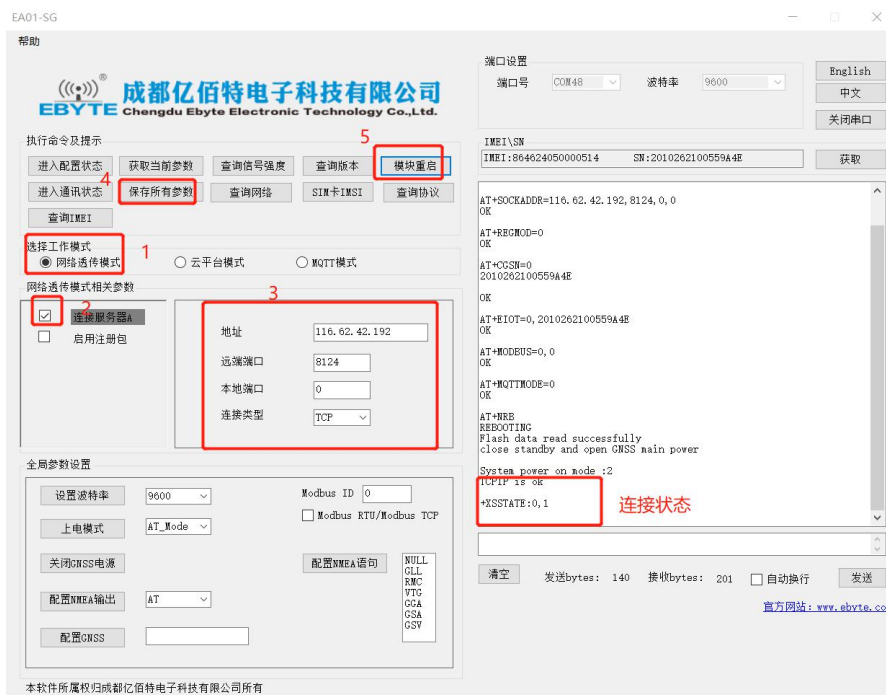 EA01-SG
帮助
((●))®
EBYTE 成都亿佰特电子科技有限公司
Chengdu Ebyte Electronic Technology Co.,Ltd.
执行命令及提示
5
进入配置状态 获取当前参数 查询信号强度 查询版本 模块重启
4
进入通讯状态 保存所有参数 查询网络 SIM卡IMSI 查询协议
查询IMEI
选择工作模式
1
网络透传模式 云平台模式 MQTT模式
网络透传模式相关参数
2
连接服务器A
启用注册包
3
地址 116.62.42.192
远端端口 8124
本地端口 0
连接类型 TCP
全局参数设置
设置波特率 9600
Modbus ID 0
上电模式 AT_Mode
Modbus RTU/Modbus TCP
关闭GNSS电源
配置NMEA语句
NULL
GLL
RMC
VTG
GGA
GSA
GSV
配置NMEA输出 AT
配置GNSS
本软件所属权归成都亿佰特电子科技有限公司所有
端口设置
端口号 COM48 波特率 9600
English
中文
关闭串口
IMEI\SN
IMEI:864624050000514 SN:2010262100559A4E
获取
AT+SOCKADDR=116.62.42.192,8124,0,0
OK
AT+REGMOD=0
OK
AT+CGSN=0
2010262100559A4E
OK
AT+EIOT=0,2010262100559A4E
OK
AT+MODBUS=0,0
OK
AT+MQTTMODE=0
OK
AT+NRB
REBOOTING
Flash data read successfully
close standby and open GNSS main power
System power on mode :2
TCPIP is ok
+XSSTATE:0,1
连接状态
清空 发送bytes: 140 接收bytes: 201 自动换行 发送
官方网站：www.ebyte.co